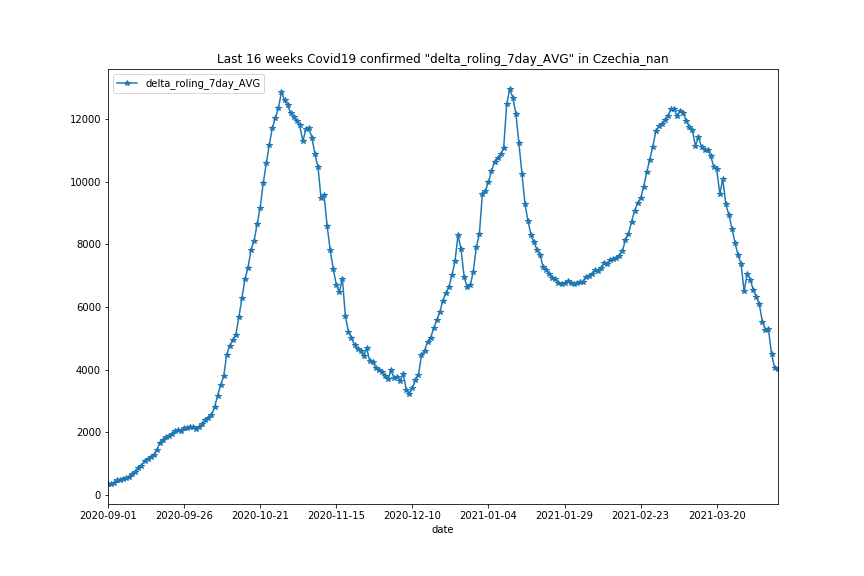 Last 16 weeks Covid19 confirmed "delta_roling_7day_AVG" in Czechia_nan
delta_roling_7day_AVG
12000
10000
8000
6000
4000
2000
0
2020-09-01 2020-09-26 2020-10-21 2020-11-15 2020-12-10 2021-01-04 2021-01-29 2021-02-23 2021-03-20
date